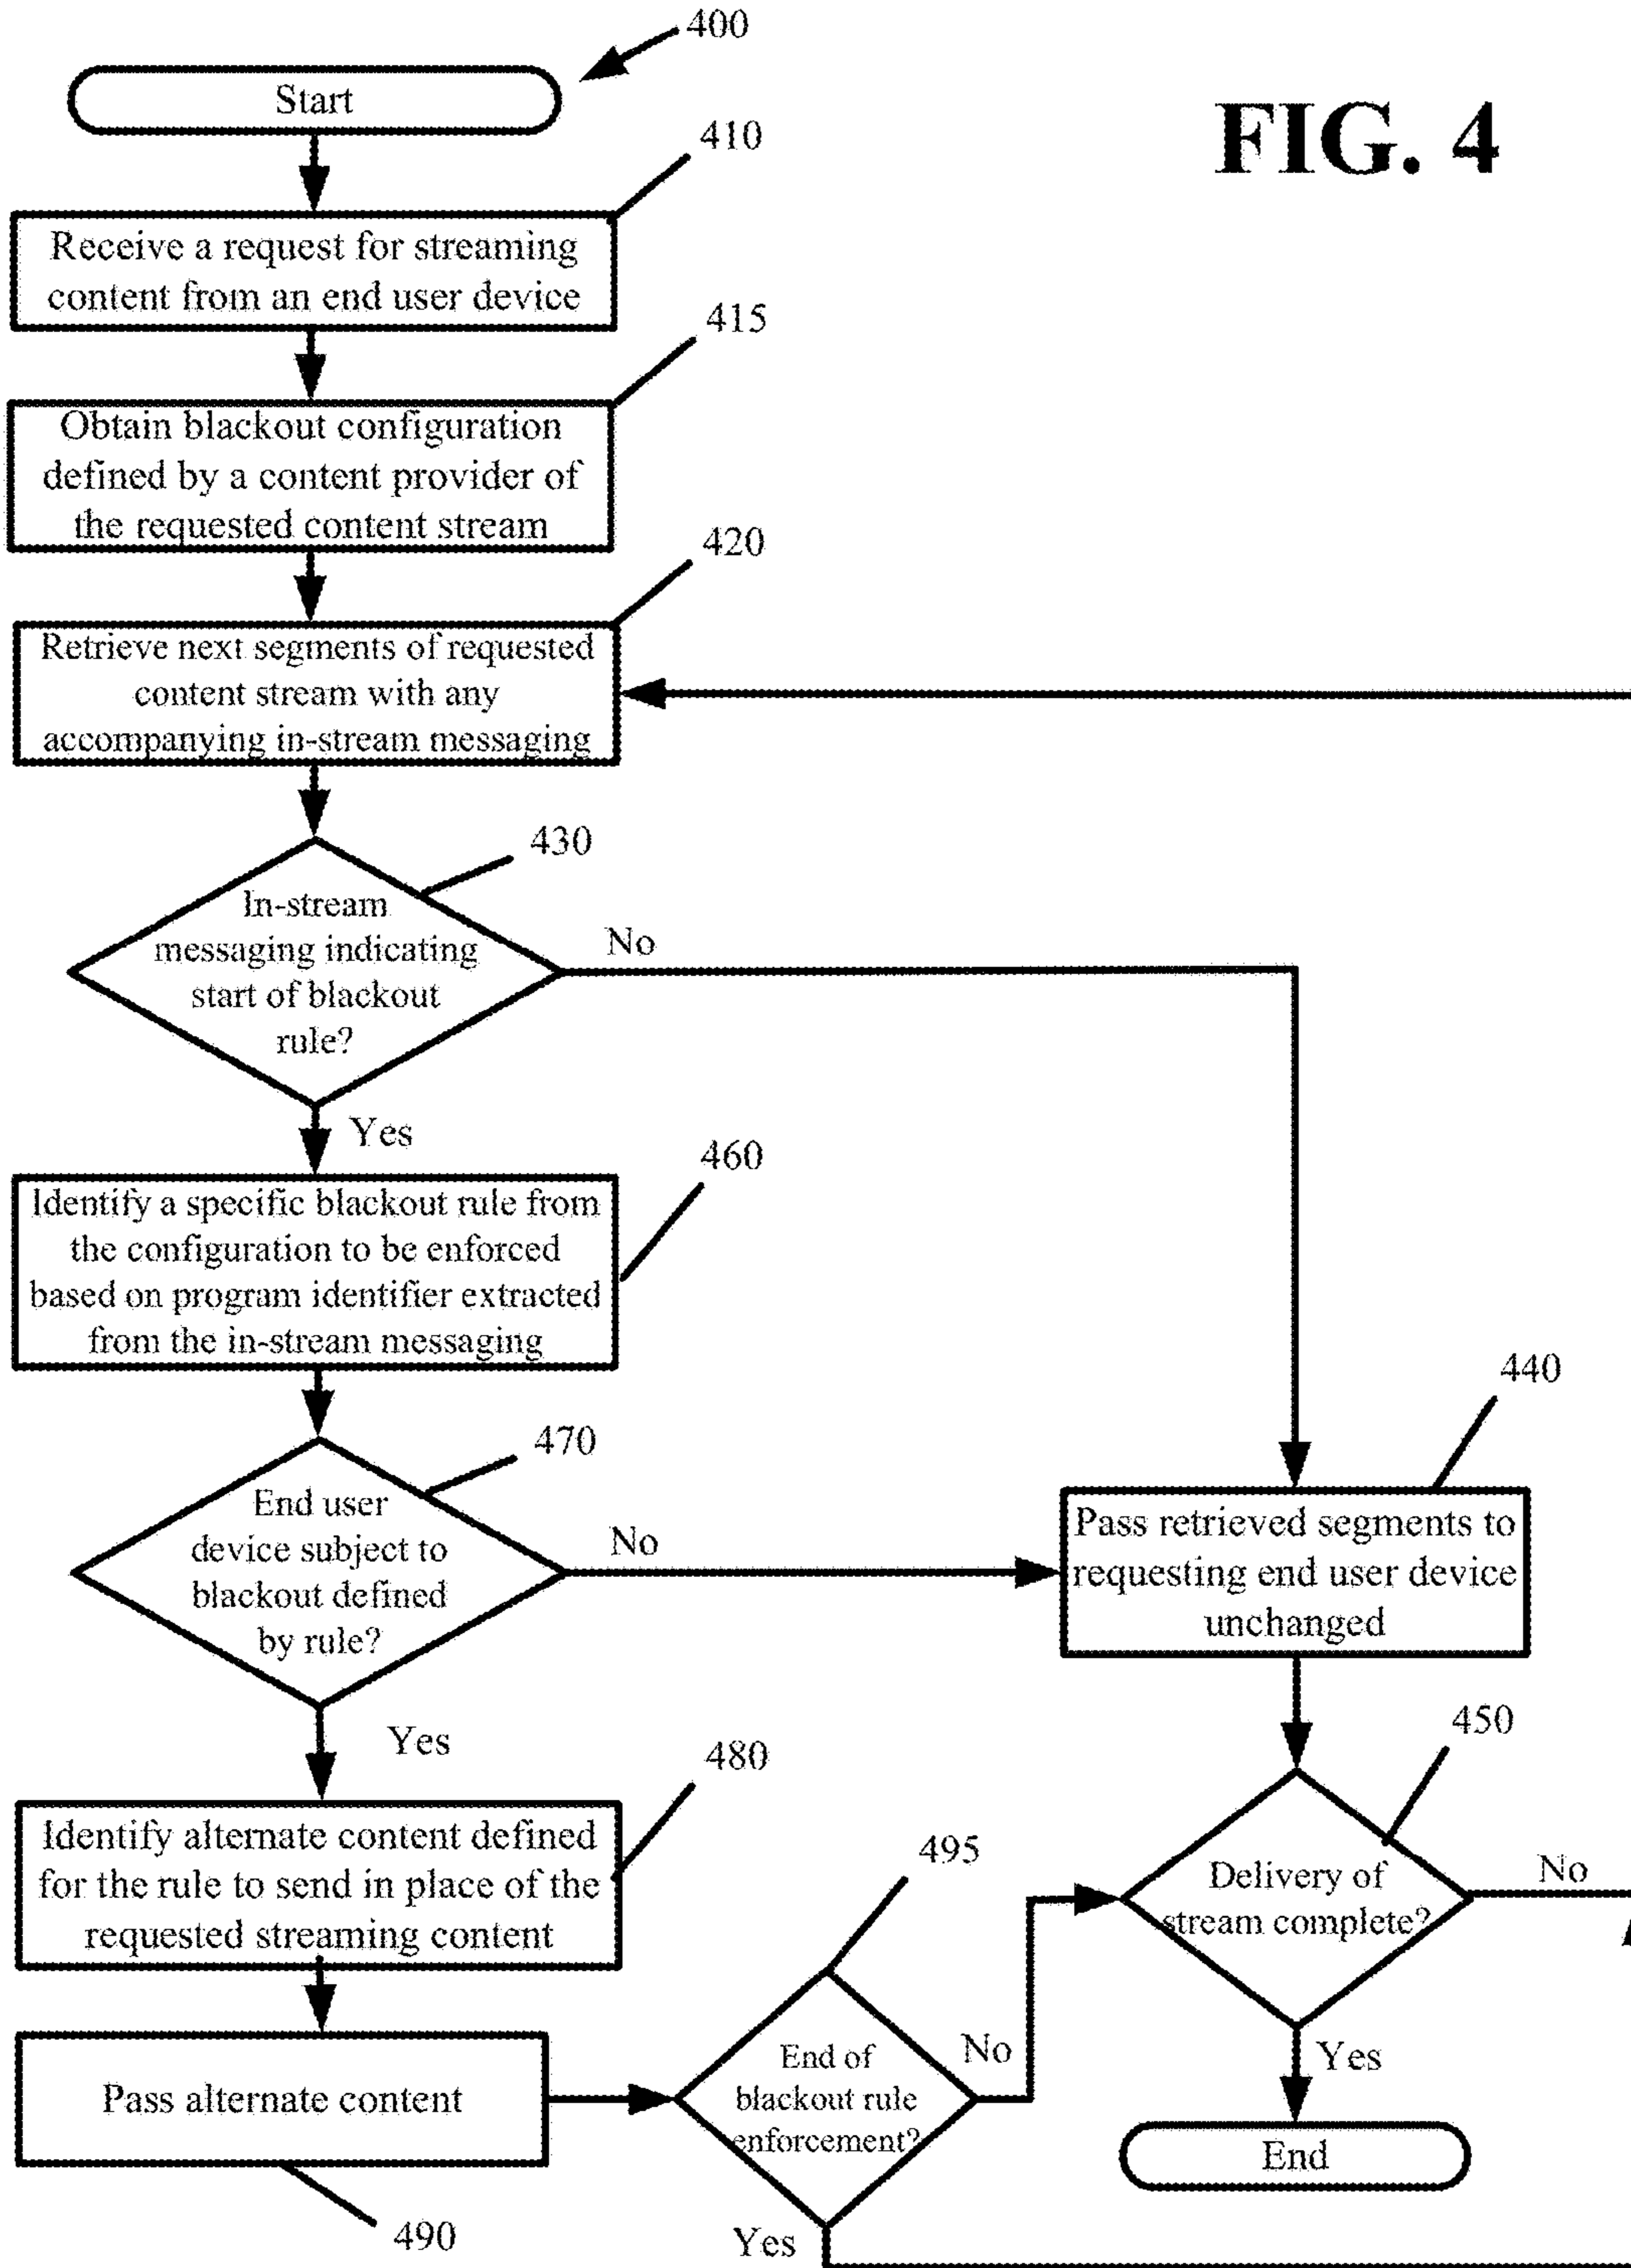 400
Start
FIG. 4
410
Receive a request for streaming
content from an end user device
415
Obtain blackout configuration
defined by a content provider of
the requested content stream
420
Retrieve next segments of requested
content stream with any
accompanying in-stream messaging
430
In-stream
messaging indicating
start of blackout
rule?
No
Yes
460
Identify a specific blackout rule from
the configuration to be enforced
based on program identifier extracted
from the in-stream messaging
470
End user
device subject to
blackout defined
by rule?
No
440
Pass retrieved segments to
requesting end user device
unchanged
Yes
480
Identify alternate content defined
for the rule to send in place of the
requested streaming content
450
Delivery of
stream complete?
No
Yes
End
490
Pass alternate content
495
End of
blackout rule
enforcement?
No
Yes